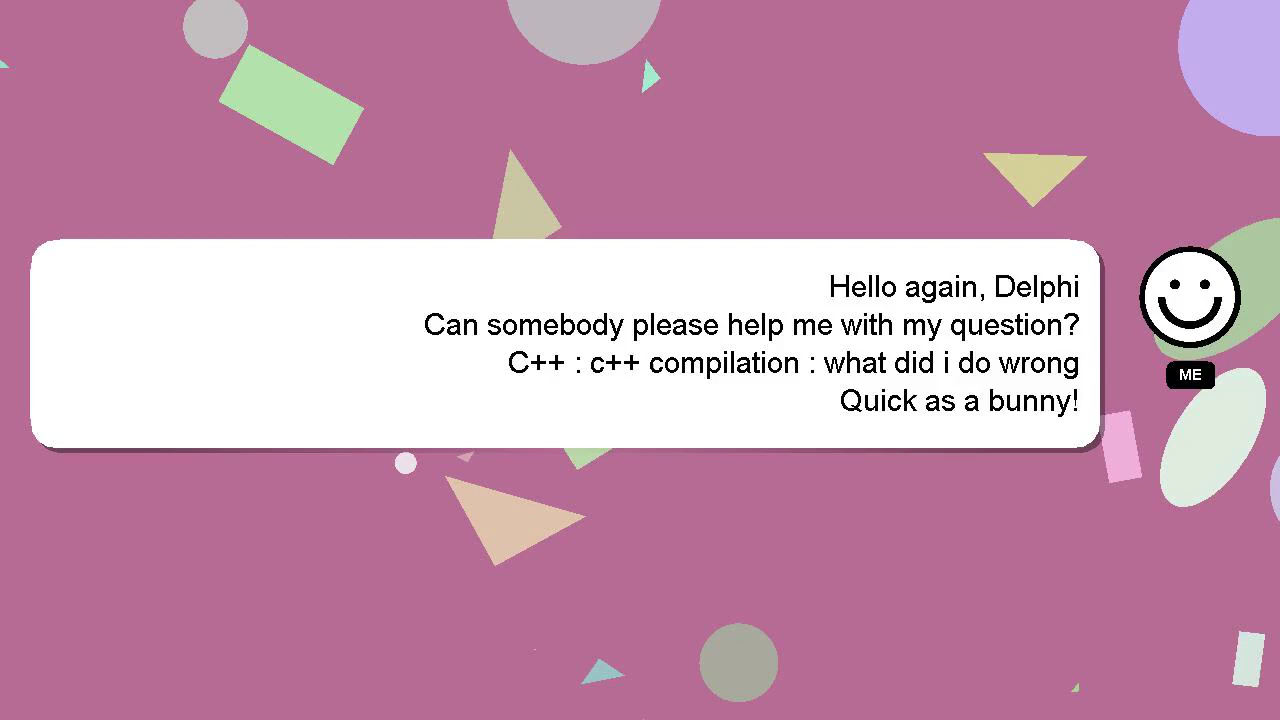 Hello again, Delphi
Can somebody please help me with my question?
C++ : c++ compilation : what did i do wrong
Quick as a bunny!
ME